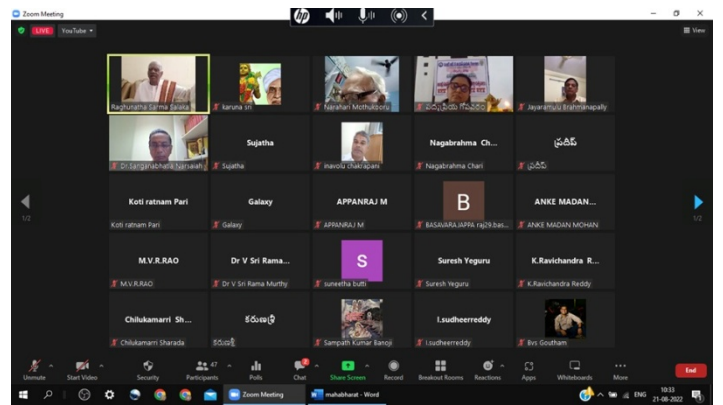 Zoom Meeting
LIVE YouTube
View
Raghunatha Sarma Salaka
karuna sri
Narahari Mothukooru
Jayaramulu Brahmanapally
Dr.Sanganabhatla Narsaiah
Sujatha
Sujatha
inavolu chakrapani
Nagabrahma Ch...
Nagabrahma Chari
ప్రదీప్
ప్రదీప్
Koti ratnam Pari
Koti ratnam Pari
Galaxy
Galaxy
APPANRAJ M
APPANRAJ M
B
BASAVARAJAPPA raj29.bas...
ANKE MADAN...
ANKE MADAN MOHAN
M.V.R.RAO
M.V.R.RAO
Dr V Sri Rama...
Dr V Sri Rama Murthy
S
suneetha butti
Suresh Yeguru
Suresh Yeguru
K.Ravichandra R...
K.Ravichandra Reddy
Chilukamarri Sh...
Chilukamarri Sharada
కరుణశ్రీ
కరుణశ్రీ
Sampath Kumar Banoji
l.sudheerreddy
l.sudheerreddy
Bvs Goutham
1/2
1/2
Unmute
Start Video
Security
Participants
47
Polls
Chat
2
Share Screen
Record
Breakout Rooms
Reactions
Apps
Whiteboards
More
End
Zoom Meeting
mahabharat - Word
ENG
10:33
21-08-2022